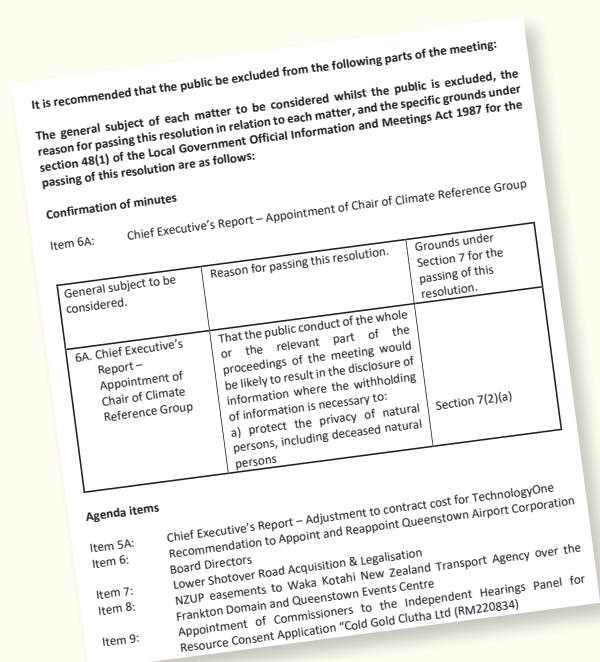 It is recommended that the public be excluded from the following parts of the meeting:
The general subject of each matter to be considered whilst the public is excluded, the
reason for passing this resolution in relation to each matter, and the specific grounds under
section 48(1) of the Local Government Official Information and Meetings Act 1987 for the
passing of this resolution are as follows:
Confirmation of minutes
Item 6A: Chief Executive's Report – Appointment of Chair of Climate Reference Group
General subject to be
considered.
Reason for passing this resolution.
Grounds under
Section 7 for the
passing of this
resolution.
6A. Chief Executive's
Report –
Appointment of
Chair of Climate
Reference Group
That the public conduct of the whole
or the relevant part of the
proceedings of the meeting would
be likely to result in the disclosure of
information where the withholding
of information is necessary to:
a) protect the privacy of natural
persons, including deceased natural
persons
Section 7(2)(a)
Agenda items
Item 5A: Chief Executive's Report – Adjustment to contract cost for TechnologyOne
Item 6: Recommendation to Appoint and Reappoint Queenstown Airport Corporation
Board Directors
Item 7: Lower Shotover Road Acquisition & Legalisation
Item 8: NZUP easements to Waka Kotahi New Zealand Transport Agency over the
Frankton Domain and Queenstown Events Centre
Item 9: Appointment of Commissioners to the Independent Hearings Panel for
Resource Consent Application "Cold Gold Clutha Ltd (RM220834)